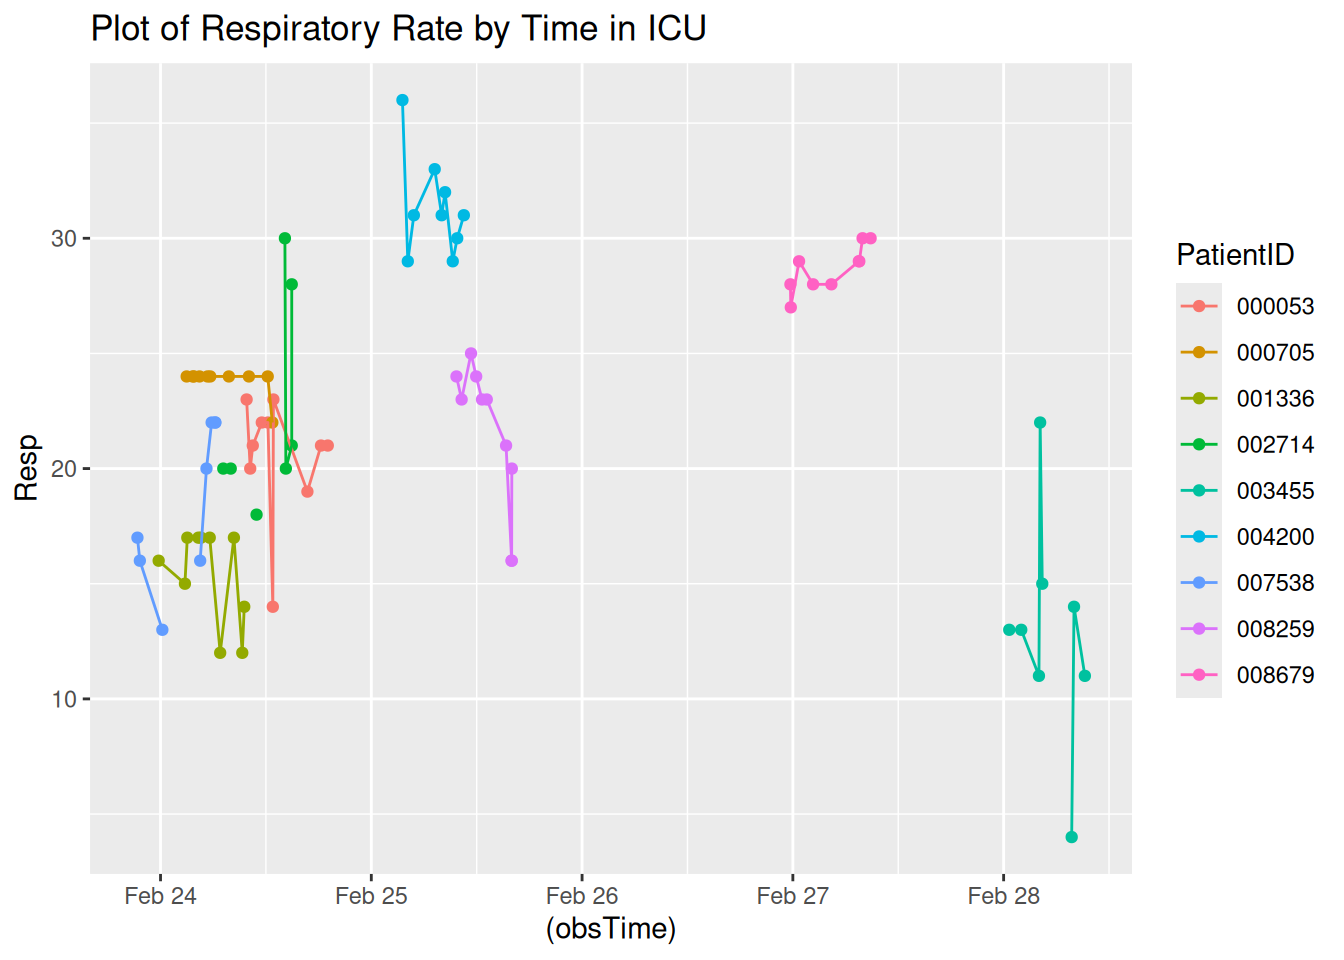 Plot of Respiratory Rate by Time in ICU
Resp
30
20
10
Feb 24
Feb 25
Feb 26
Feb 27
Feb 28
(obsTime)
PatientID
000053
000705
001336
002714
003455
004200
007538
008259
008679